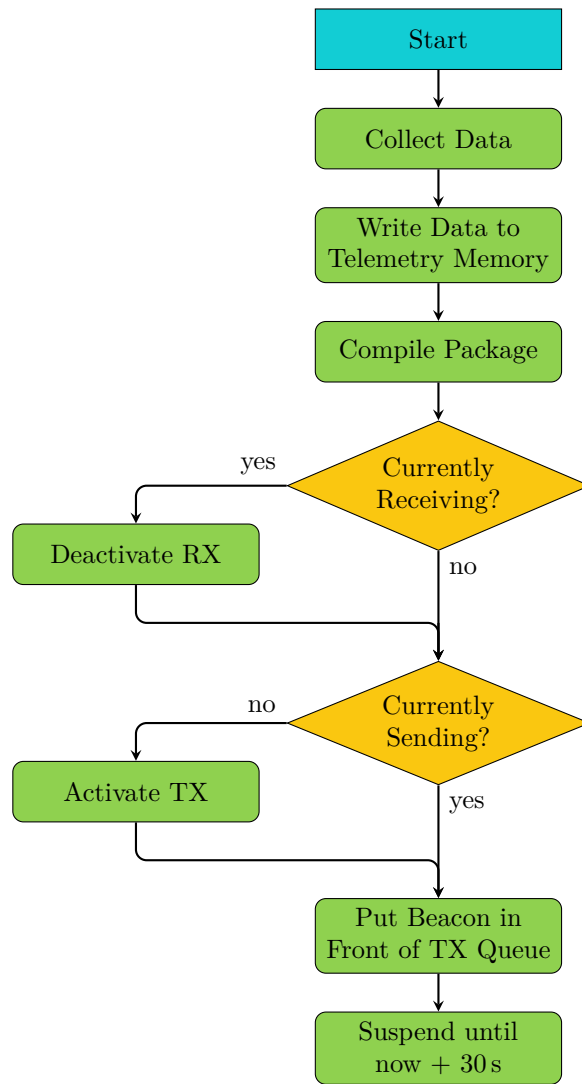 Start
Collect Data
Write Data to
Telemetry Memory
Compile Package
Currently
Receiving?
yes
no
Deactivate RX
Currently
Sending?
no
yes
Activate TX
Put Beacon in
Front of TX Queue
Suspend until
now + 30 s